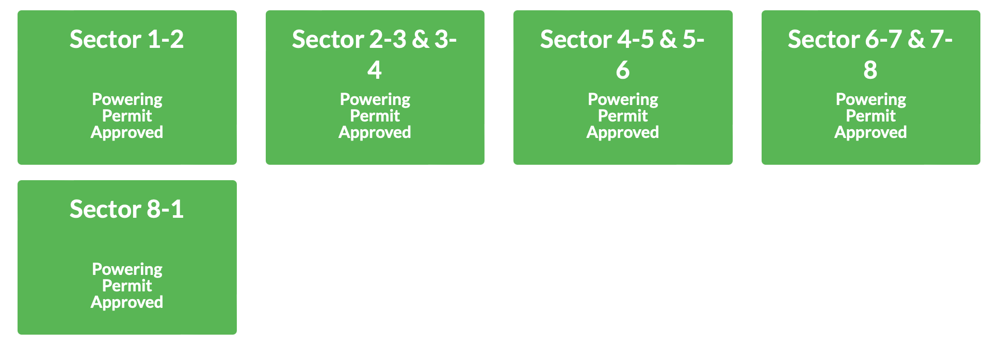 Sector 1-2
Powering
Permit
Approved
Sector 2-3 & 3-
4
Powering
Permit
Approved
Sector 4-5 & 5-
6
Powering
Permit
Approved
Sector 6-7 & 7-
8
Powering
Permit
Approved
Sector 8-1
Powering
Permit
Approved